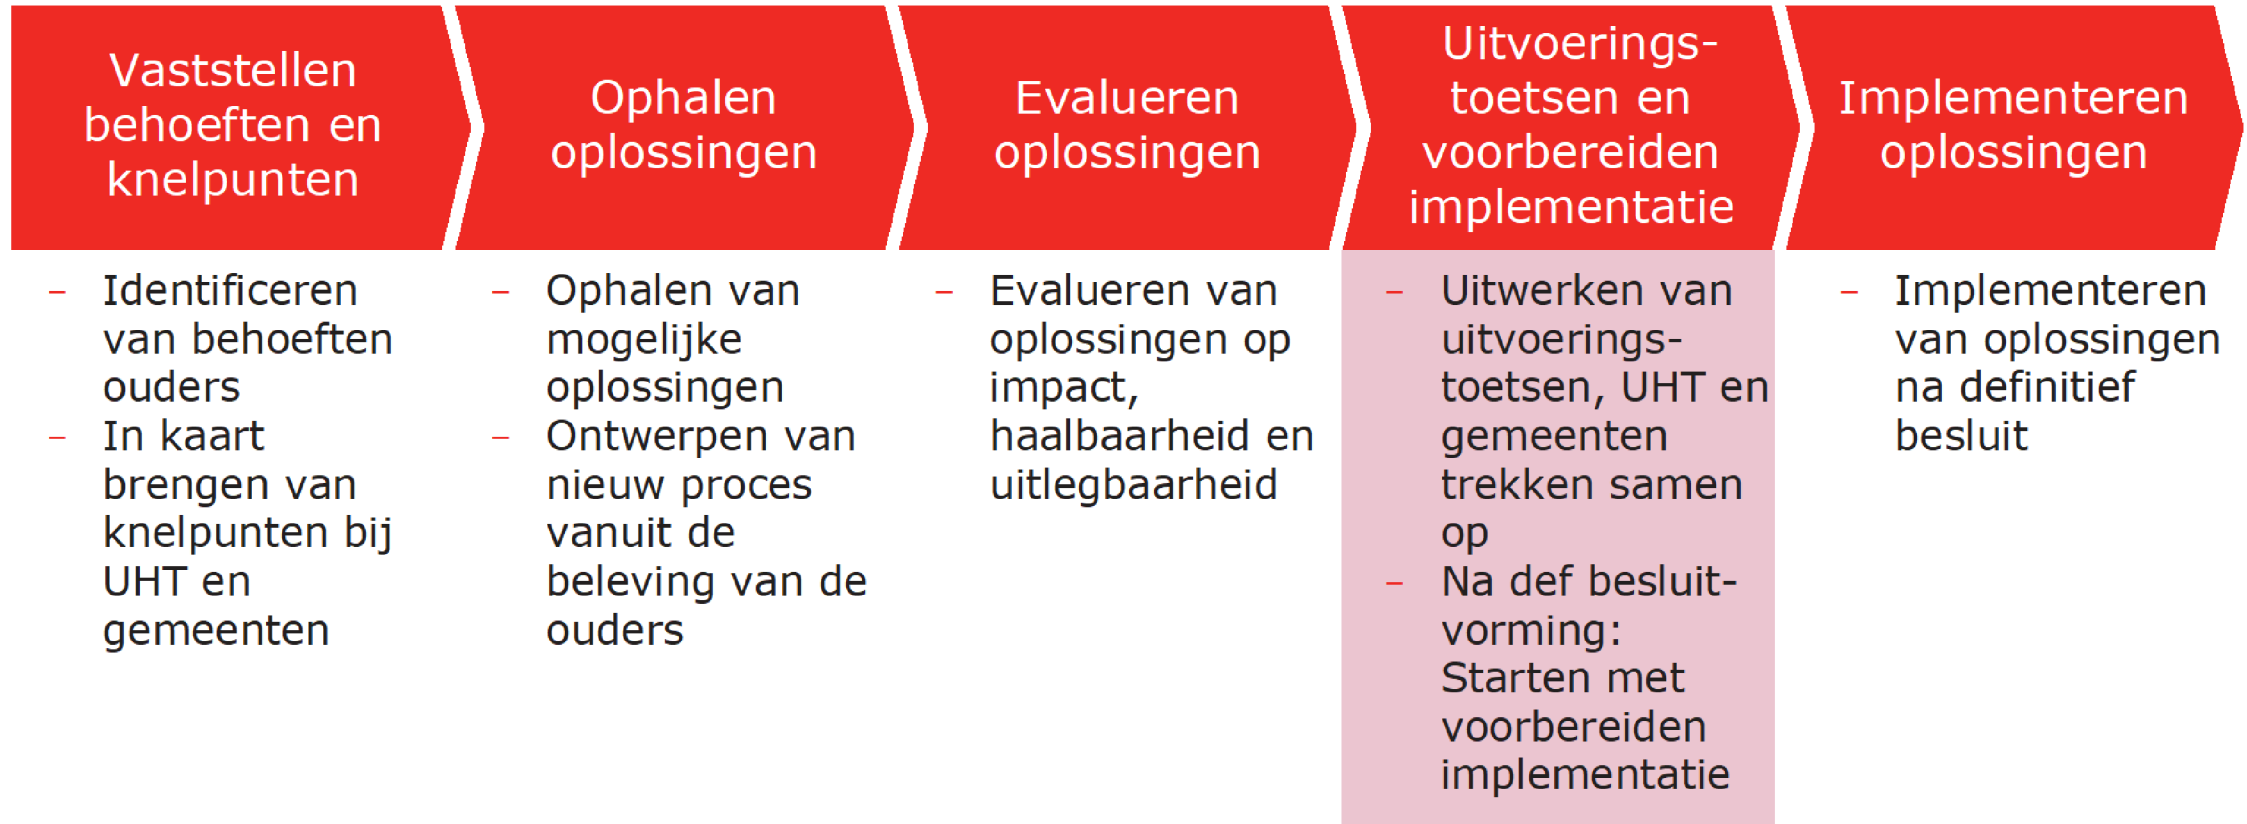 Vaststellen
behoeften en
knelpunten
Ophalen
oplossingen
Evalueren
oplossingen
Uitvoerings-
toetsen en
voorbereiden
implementatie
Implementeren
oplossingen
– Identificeren
van behoeften
ouders
– In kaart
brengen van
knelpunten bij
UHT en
gemeenten
– Ophalen van
mogelijke
oplossingen
– Ontwerpen van
nieuw proces
vanuit de
beleving van de
ouders
– Evalueren van
oplossingen op
impact,
haalbaarheid en
uitlegbaarheid
– Uitwerken van
uitvoerings-
toetsen, UHT en
gemeenten
trekken samen
op
– Na def besluit-
vorming:
Starten met
voorbereiden
implementatie
– Implementeren
van oplossingen
na definitief
besluit